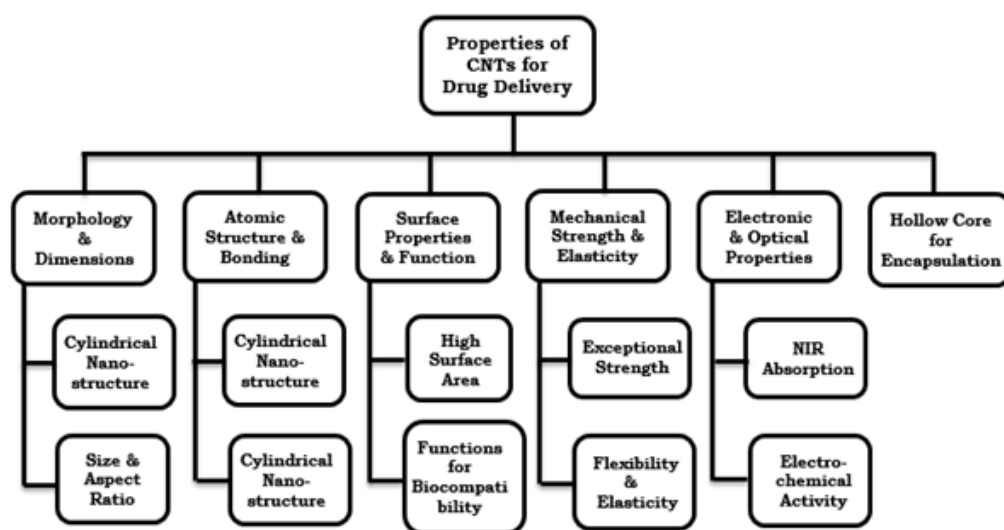 Properties of
CNTs for
Drug Delivery
Morphology
&
Dimensions
Atomic
Structure &
Bonding
Surface
Properties
& Function
Mechanical
Strength &
Elasticity
Electronic
& Optical
Properties
Hollow Core
for
Encapsulation
Cylindrical
Nano-
structure
Cylindrical
Nano-
structure
High
Surface
Area
Exceptional
Strength
NIR
Absorption
Size &
Aspect
Ratio
Cylindrical
Nano-
structure
Functions for
Biocompati
bility
Flexibility
& Elasticity
Electro-
chemical
Activity